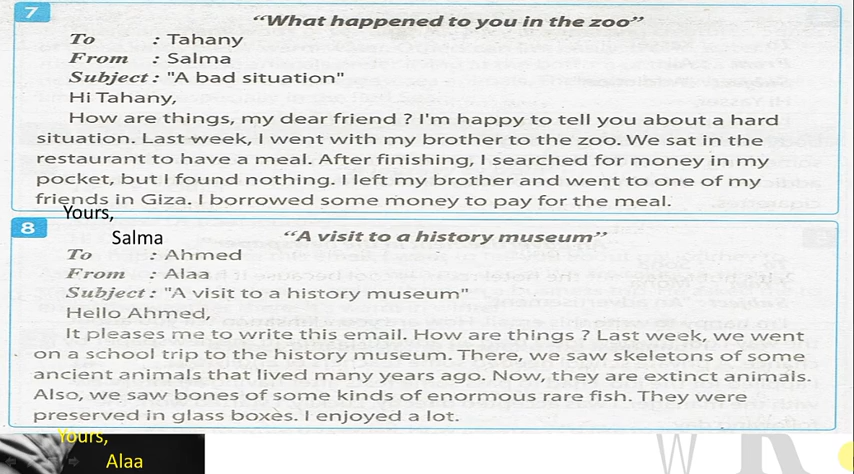 7
“What happened to you in the zoo”
To : Tahany
From : Salma
Subject : "A bad situation"
Hi Tahany,
How are things, my dear friend ? I'm happy to tell you about a hard
situation. Last week, I went with my brother to the zoo. We sat in the
restaurant to have a meal. After finishing, I searched for money in my
pocket, but I found nothing. I left my brother and went to one of my
friends in Giza. I borrowed some money to pay for the meal.
Yours,
Salma
8
“A visit to a history museum”
To : Ahmed
From : Alaa
Subject : "A visit to a history museum"
Hello Ahmed,
It pleases me to write this email. How are things ? Last week, we went
on a school trip to the history museum. There, we saw skeletons of some
ancient animals that lived many years ago. Now, they are extinct animals.
Also, we saw bones of some kinds of enormous rare fish. They were
preserved in glass boxes. I enjoyed a lot.
Yours,
Alaa
W R